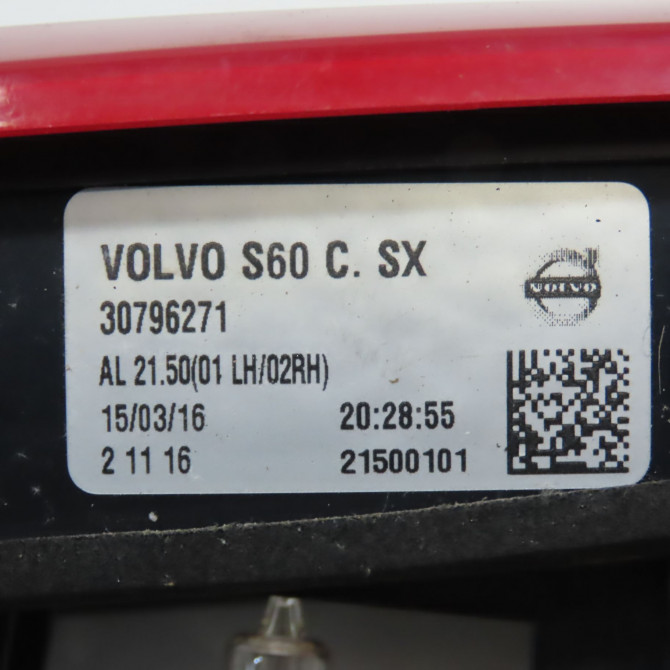 VOLVO S60 C. SX
VOLVO
30796271
AL 21.50(01 LH/02RH)
15/03/16 20:28:55
2 11 16 21500101